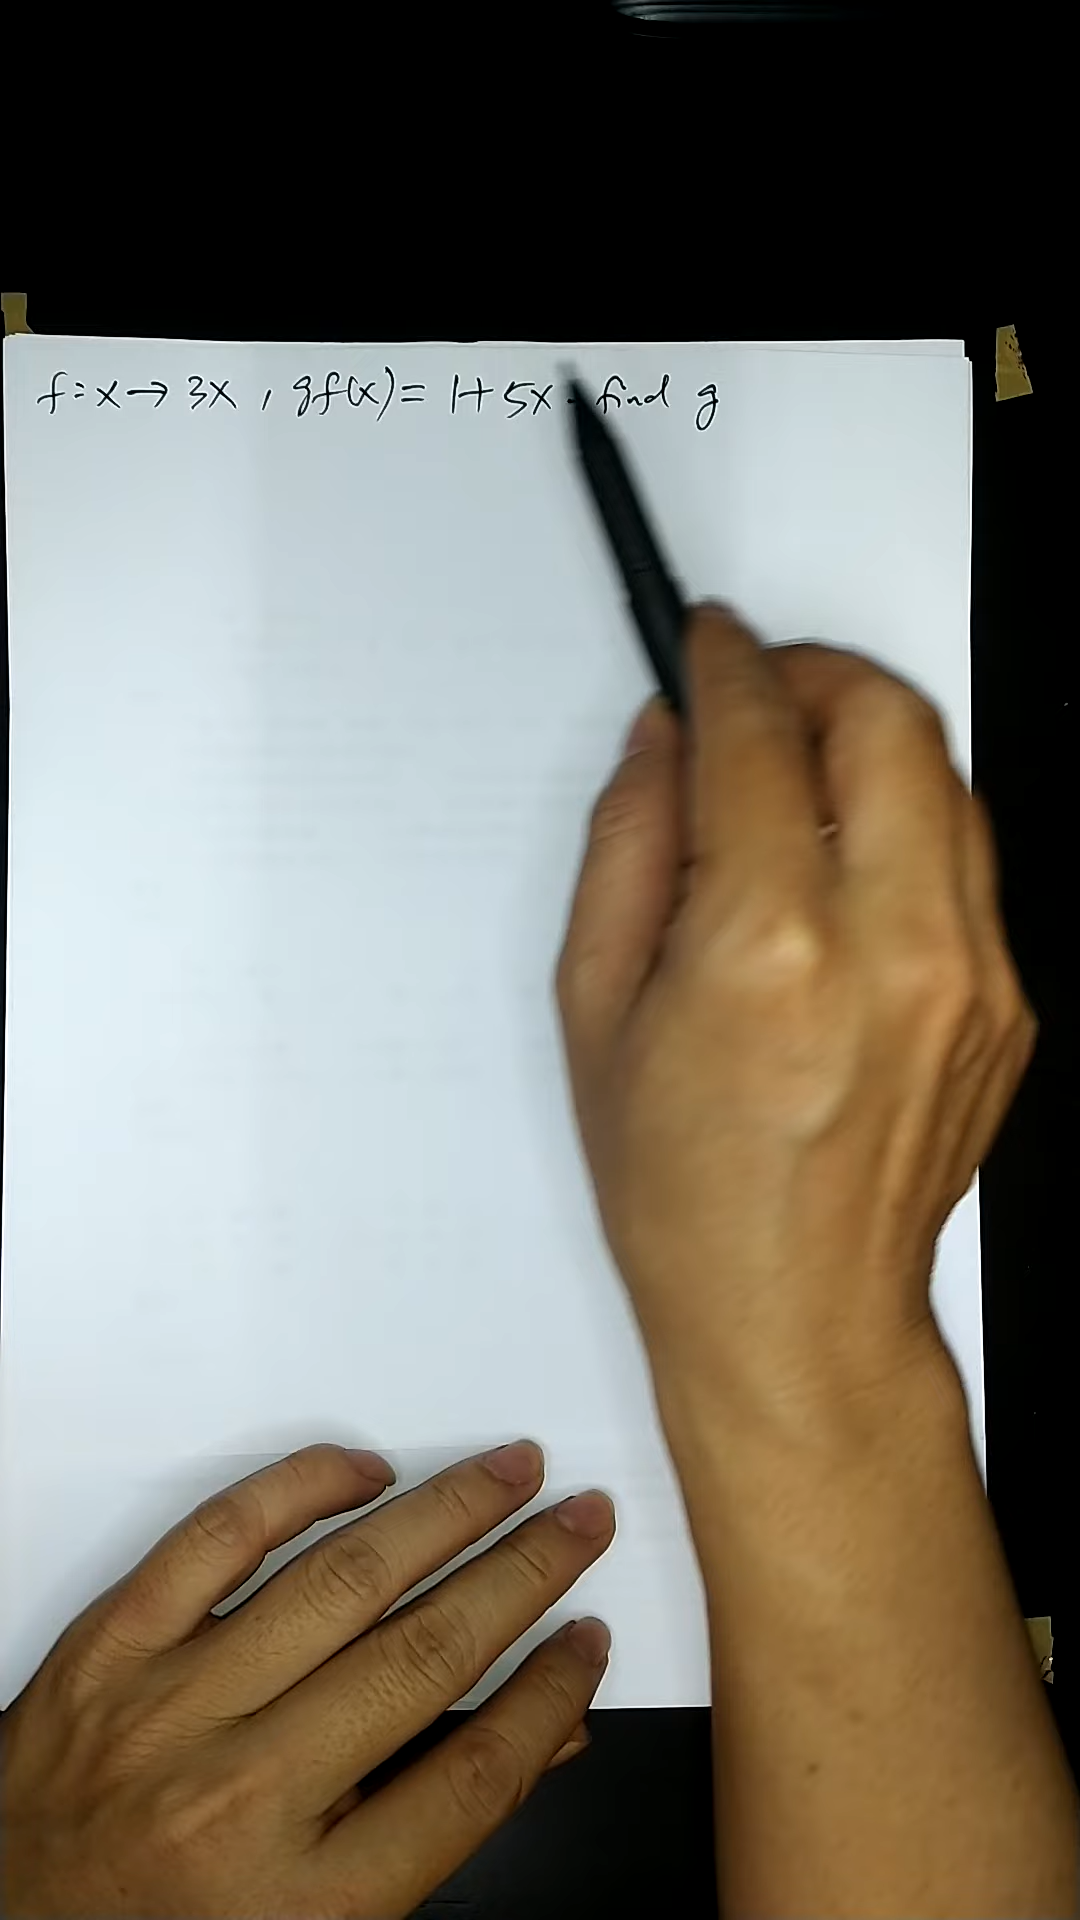 f:x→3x, gf(x)=1+5x. find g